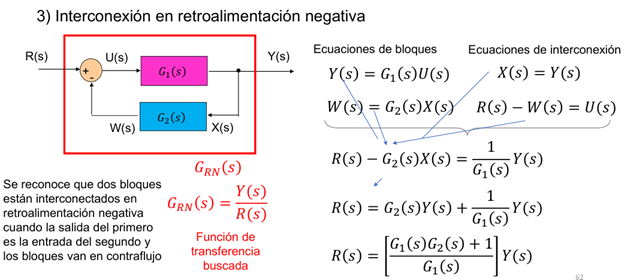 3) Interconexión en retroalimentación negativa
R(s)
U(s)
Y(s)
+
-
G₁(s)
G₂(s)
W(s)
X(s)
G_RN(s)
Se reconoce que dos bloques
están interconectados en
retroalimentación negativa
cuando la salida del primero
es la entrada del segundo y
los bloques van en contraflujo
G_RN(s) = Y(s)/R(s)
Función de
transferencia
buscada
Ecuaciones de bloques
Ecuaciones de interconexión
Y(s) = G₁(s)U(s)
X(s) = Y(s)
W(s) = G₂(s)X(s)
R(s) − W(s) = U(s)
R(s) − G₂(s)X(s) = 1/G₁(s) Y(s)
R(s) = G₂(s)Y(s) + 1/G₁(s) Y(s)
R(s) = [G₁(s)G₂(s) + 1 / G₁(s)] Y(s)
62